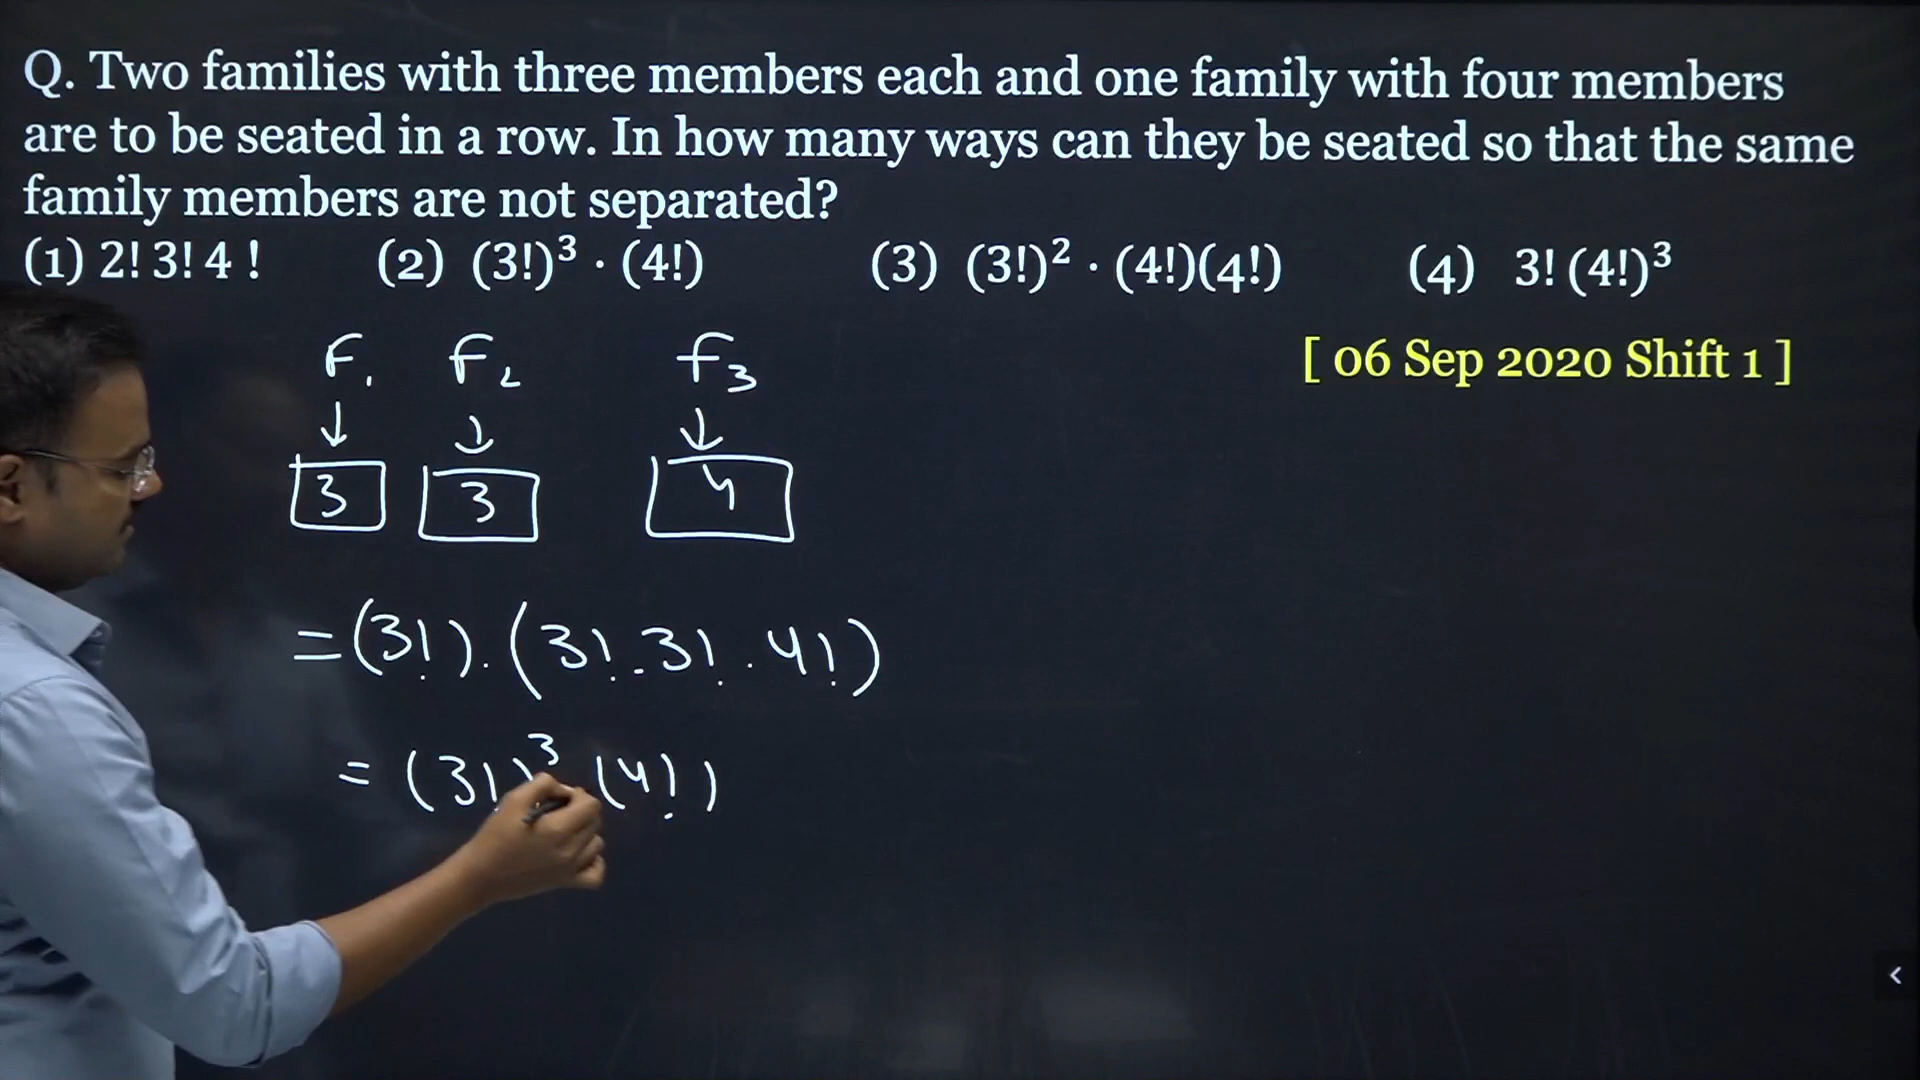 Q. Two families with three members each and one family with four members
are to be seated in a row. In how many ways can they be seated so that the same
family members are not separated?
(1) 2! 3! 4 ! (2) (3!)³ · (4!) (3) (3!)² · (4!)(4!) (4) 3! (4!)³
[ 06 Sep 2020 Shift 1 ]
F₁ F₂ F₃
↓ ↓ ↓
3 3 4
= (3!) . (3! . 3! . 4!)
= (3!)³ (4!)
<